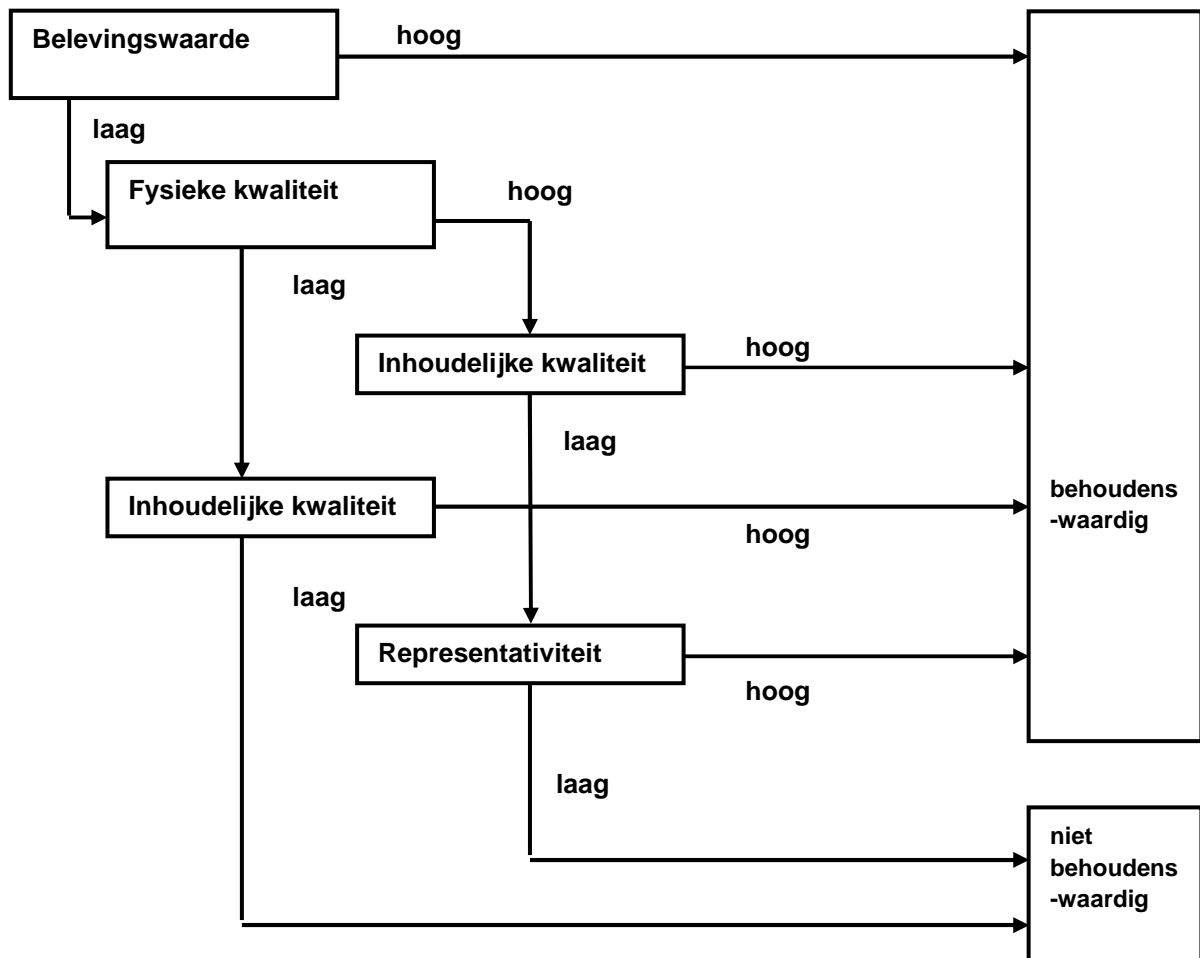 Belevingswaarde
hoog
laag
Fysieke kwaliteit
hoog
laag
Inhoudelijke kwaliteit
hoog
laag
Inhoudelijke kwaliteit
hoog
behoudens
-waardig
laag
Representativiteit
hoog
laag
niet
behoudens
-waardig